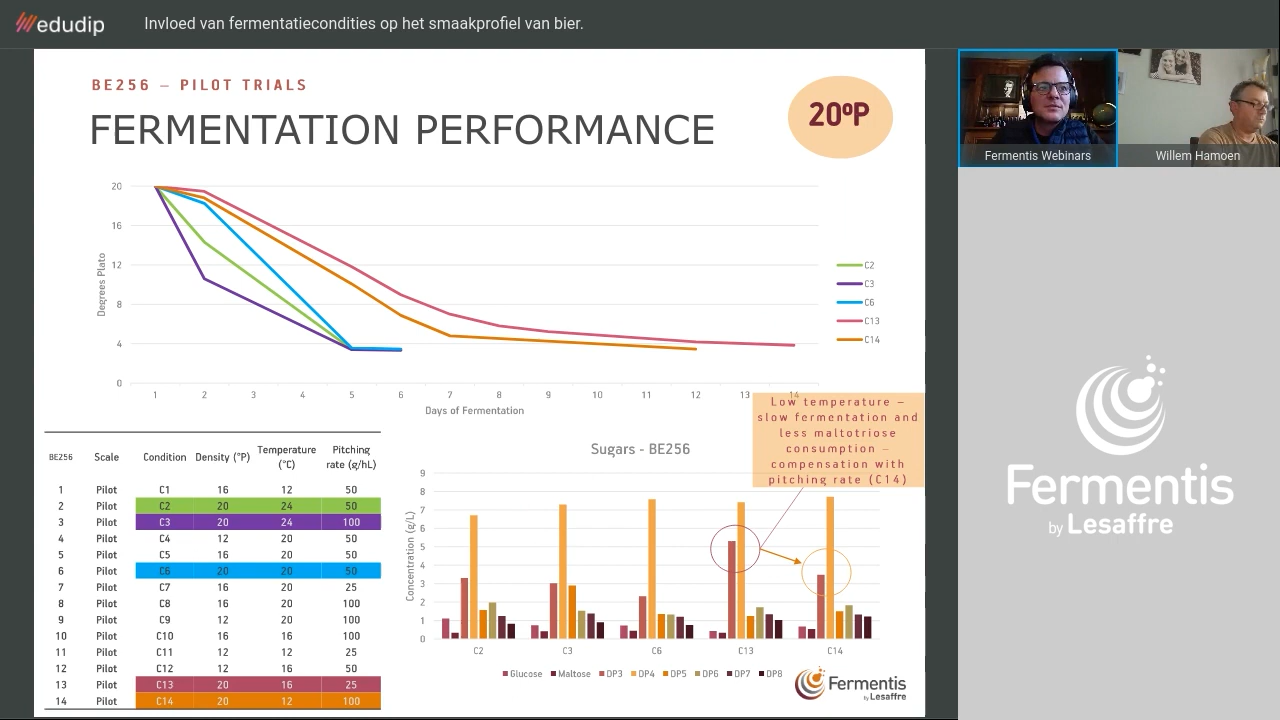 edudip
Invloed van fermentatiecondities op het smaakprofiel van bier.
BE256 – PILOT TRIALS
FERMENTATION PERFORMANCE
20ºP
Fermentis Webinars
Willem Hamoen
20
16
12
8
4
0
Degrees Plato
1 2 3 4 5 6 7 8 9 10 11 12 13 14
Days of Fermentation
C2
C3
C6
C13
C14
Low temperature –
slow fermentation and
less maltotriose
consumption –
compensation with
pitching rate (C14)
BE256 Scale Condition Density (°P) Temperature (°C) Pitching rate (g/hL)
1 Pilot C1 16 12 50
2 Pilot C2 20 24 50
3 Pilot C3 20 24 100
4 Pilot C4 12 20 50
5 Pilot C5 16 20 50
6 Pilot C6 20 20 50
7 Pilot C7 16 20 25
8 Pilot C8 16 20 100
9 Pilot C9 12 20 100
10 Pilot C10 16 16 100
11 Pilot C11 12 12 25
12 Pilot C12 12 16 50
13 Pilot C13 20 16 25
14 Pilot C14 20 12 100
Sugars - BE256
9
8
7
6
5
4
3
2
1
0
Concentration (g/L)
C2 C3 C6 C13 C14
Glucose Maltose DP3 DP4 DP5 DP6 DP7 DP8
Fermentis
by Lesaffre
Fermentis
by Lesaffre